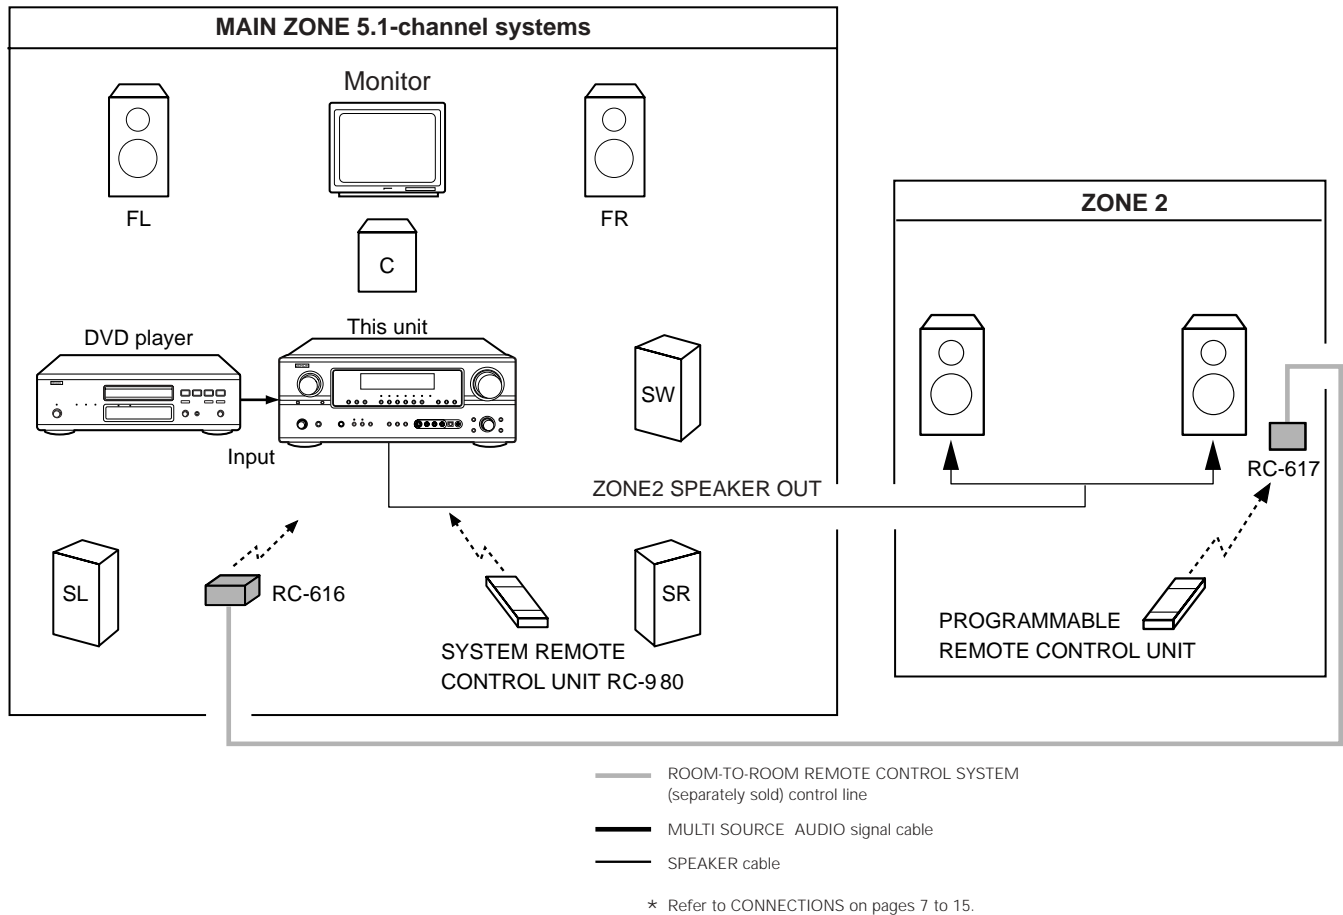 MAIN ZONE 5.1-channel systems
Monitor
FL
FR
C
DVD player
This unit
Input
SW
ZONE2 SPEAKER OUT
SL
RC-616
SR
SYSTEM REMOTE
CONTROL UNIT RC-980
ZONE 2
RC-617
PROGRAMMABLE
REMOTE CONTROL UNIT
ROOM-TO-ROOM REMOTE CONTROL SYSTEM
(separately sold) control line
MULTI SOURCE AUDIO signal cable
SPEAKER cable
* Refer to CONNECTIONS on pages 7 to 15.